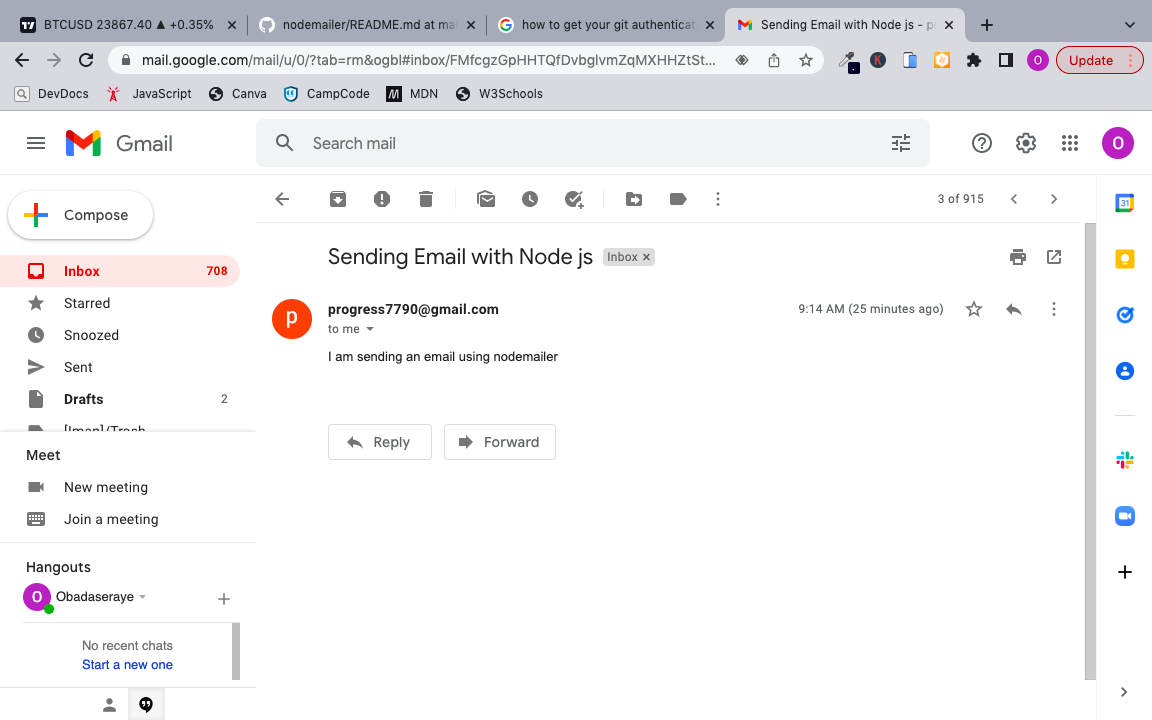 BTCUSD 23867.40 ▲ +0.35%
nodemailer/README.md at mai
how to get your git authenticat
Sending Email with Node js - p
mail.google.com/mail/u/0/?tab=rm&ogbl#inbox/FMfcgzGpHHTQfDvbglvmZqMXHHZtSt...
K
O
Update
DevDocs
JavaScript
Canva
CampCode
M
MDN
W3Schools
Gmail
Search mail
O
Compose
3 of 915
31
Sending Email with Node js
Inbox ×
Inbox 708
Starred
Snoozed
Sent
Drafts 2
[Imap]/Trash
p
progress7790@gmail.com
9:14 AM (25 minutes ago)
to me
I am sending an email using nodemailer
Reply
Forward
Meet
New meeting
Join a meeting
Hangouts
O
Obadaseraye
No recent chats
Start a new one